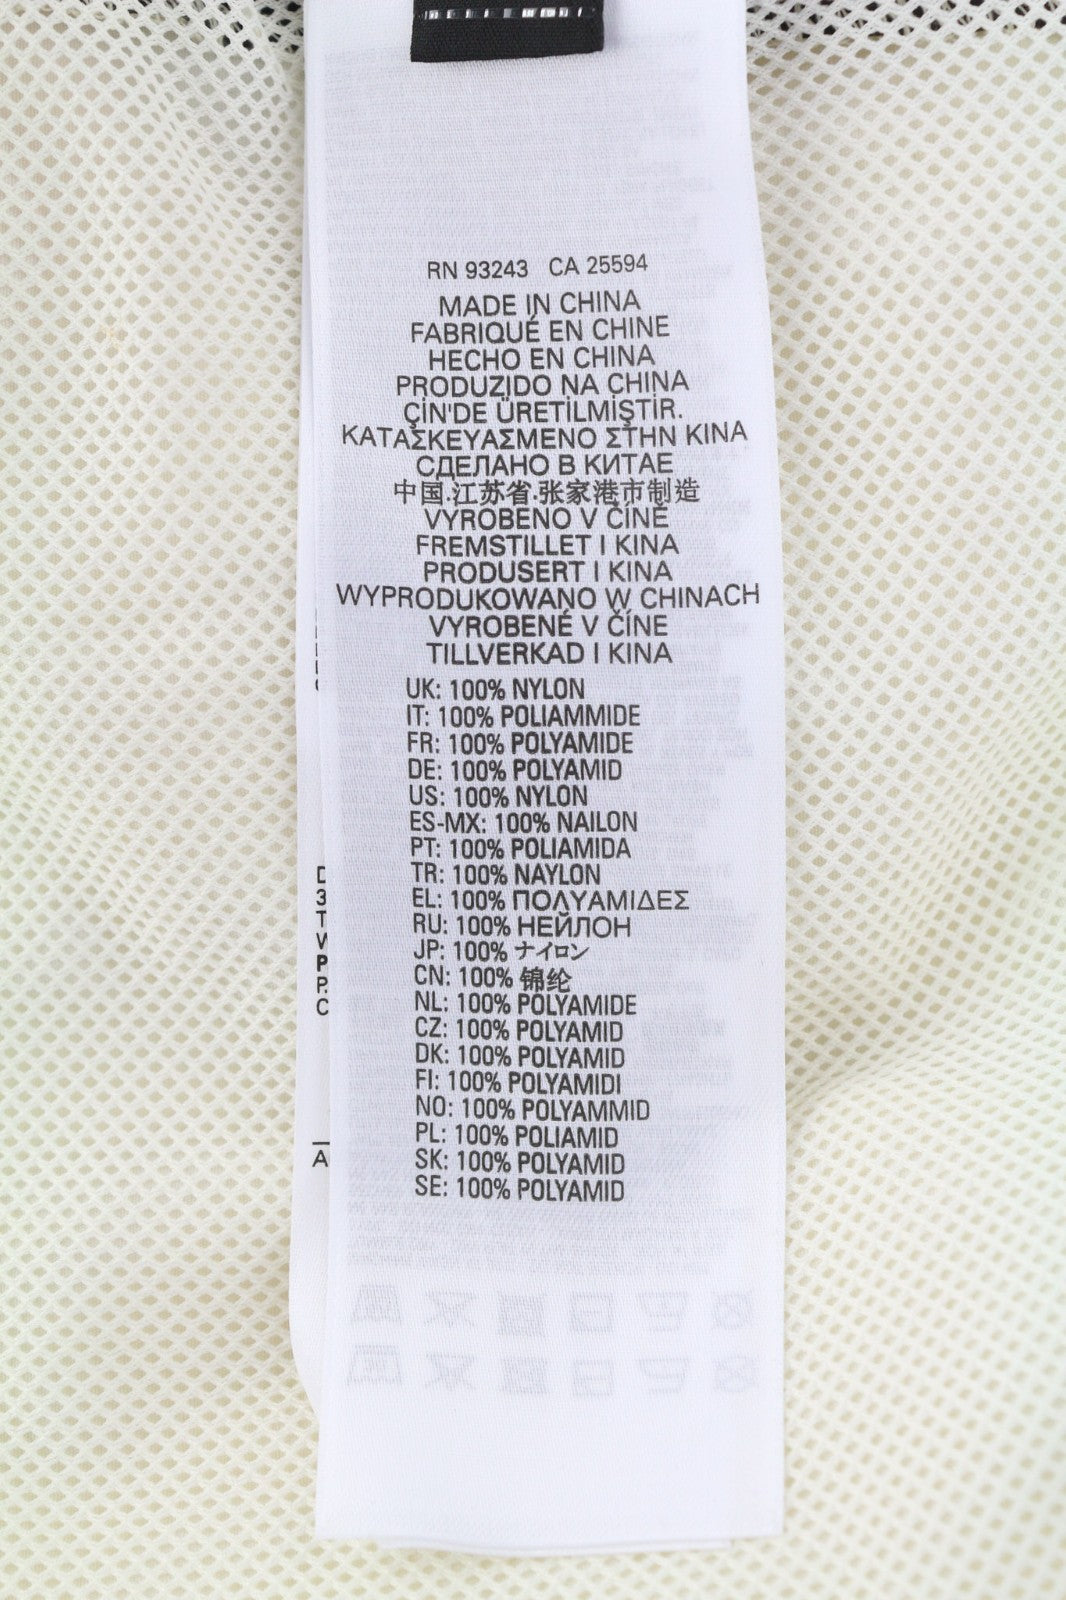 RN 93243 CA 25594
MADE IN CHINA
FABRIQUÉ EN CHINE
HECHO EN CHINA
PRODUZIDO NA CHINA
ÇİN'DE ÜRETİLMİŞTİR.
ΚΑΤΑΣΚΕΥΑΣΜΕΝΟ ΣΤΗΝ ΚΙΝΑ
СДЕЛАНО В КИТАЕ
中国.江苏省.张家港市制造
VYROBENO V ČÍNĚ
FREMSTILLET I KINA
PRODUSERT I KINA
WYPRODUKOWANO W CHINACH
VYROBENÉ V ČÍNE
TILLVERKAD I KINA
UK: 100% NYLON
IT: 100% POLIAMMIDE
FR: 100% POLYAMIDE
DE: 100% POLYAMID
US: 100% NYLON
ES-MX: 100% NAILON
PT: 100% POLIAMIDA
TR: 100% NAYLON
EL: 100% ΠΟΛΥΑΜΙΔΕΣ
RU: 100% НЕЙЛОН
JP: 100% ナイロン
CN: 100% 锦纶
NL: 100% POLYAMIDE
CZ: 100% POLYAMID
DK: 100% POLYAMID
FI: 100% POLYAMIDI
NO: 100% POLYAMMID
PL: 100% POLIAMID
SK: 100% POLYAMID
SE: 100% POLYAMID